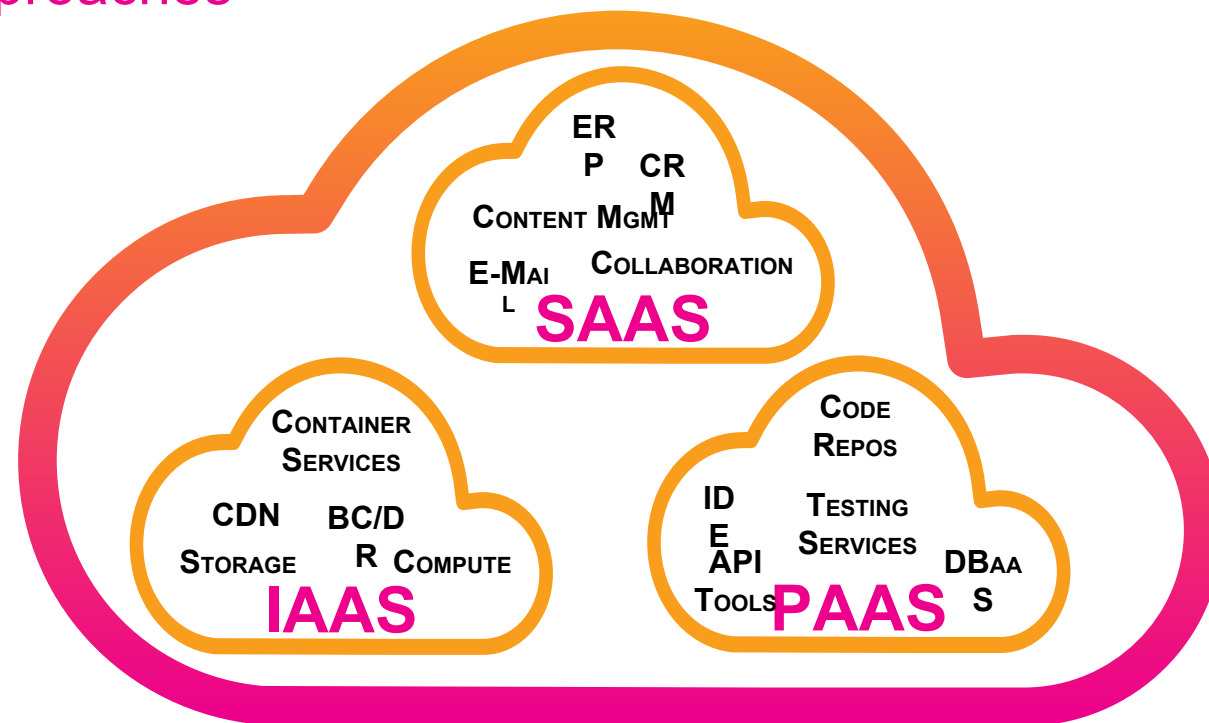 proaches
ER
P
CR
M
CONTENT MGMT
COLLABORATION
E-MAI
L
SAAS
CONTAINER
SERVICES
CDN
BC/D
R
STORAGE
COMPUTE
IAAS
CODE
REPOS
ID
E
TESTING
SERVICES
API
TOOLS
DBAA
S
PAAS